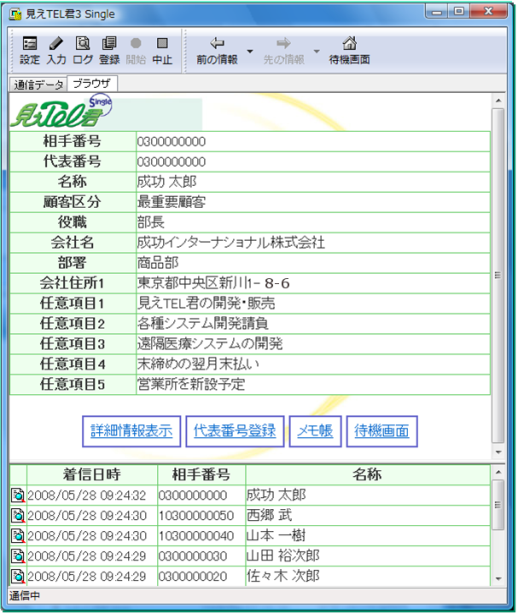 見えTEL君3 Single
設定 入力 ログ 登録 開始 中止 前の情報 先の情報 待機画面
通信データ ブラウザ
見えTel君 Single
相手番号 0300000000
代表番号 0300000000
名称 成功 太郎
顧客区分 最重要顧客
役職 部長
会社名 成功インターナショナル株式会社
部署 商品部
会社住所1 東京都中央区新川1-8-6
任意項目1 見えTEL君の開発・販売
任意項目2 各種システム開発請負
任意項目3 遠隔医療システムの開発
任意項目4 末締めの翌月末払い
任意項目5 営業所を新設予定
詳細情報表示 代表番号登録 メモ帳 待機画面
着信日時 相手番号 名称
2008/05/28 09:24:32 0300000000 成功 太郎
2008/05/28 09:24:30 10300000050 西郷 武
2008/05/28 09:24:30 10300000040 山本 一樹
2008/05/28 09:24:29 0300000030 山田 裕次郎
2008/05/28 09:24:29 0300000020 佐々木 次郎
通信中